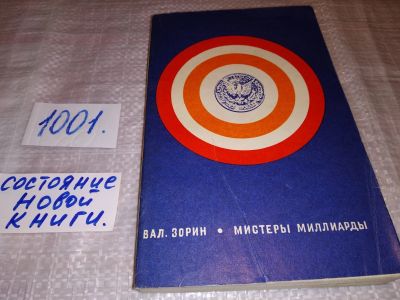 1001.
СОСТОЯНИЕ
НОВОЙ
КНИГИ.
ВАЛ. ЗОРИН • МИСТЕРЫ МИЛЛИАРДЫ